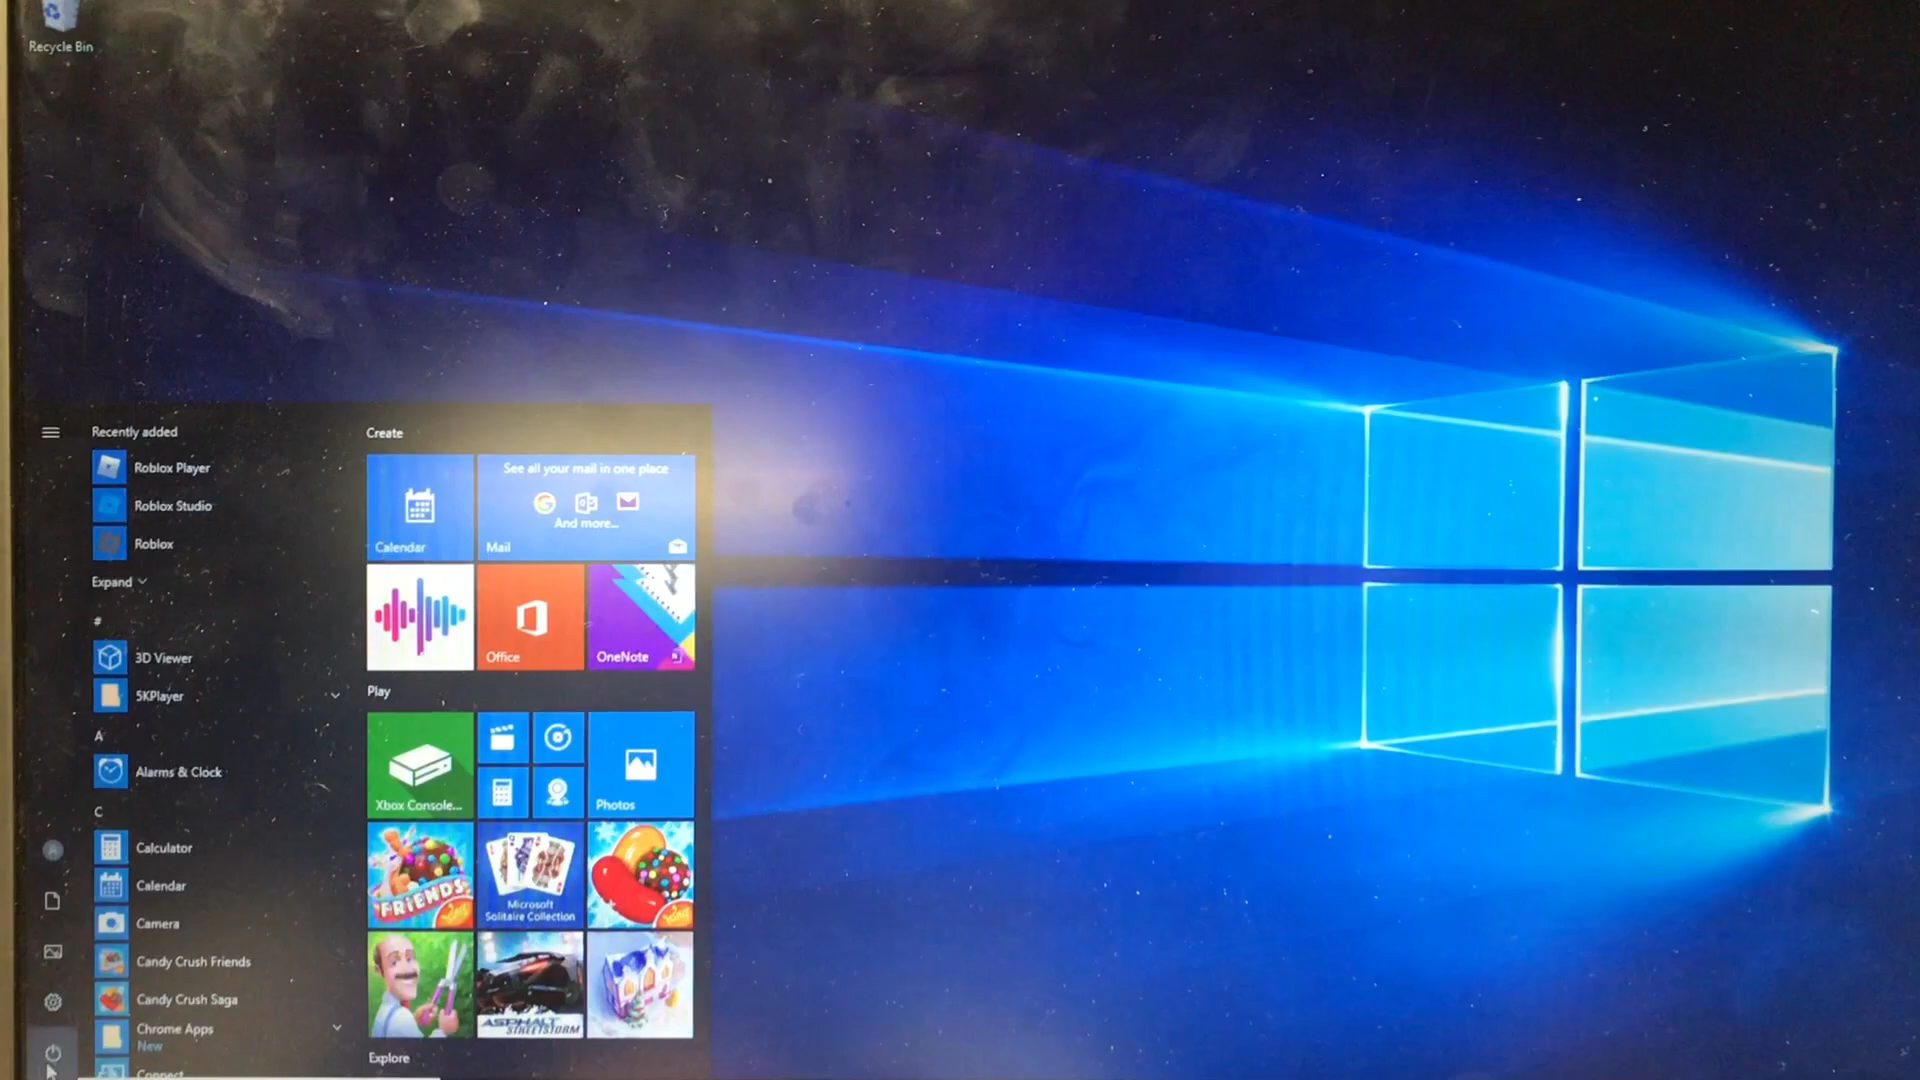 Recycle Bin
Recently added
Roblox Player
Roblox Studio
Roblox
Expand
#
3D Viewer
5KPlayer
A
Alarms & Clock
C
Calculator
Calendar
Camera
Candy Crush Friends
Candy Crush Saga
Chrome Apps
New
Connect
Create
Calendar
See all your mail in one place
And more...
Mail
Office
OneNote
Play
Xbox Console...
Photos
FRIENDS
Microsoft
Solitaire Collection
King
ASPHALT
STREETSTORM
Explore